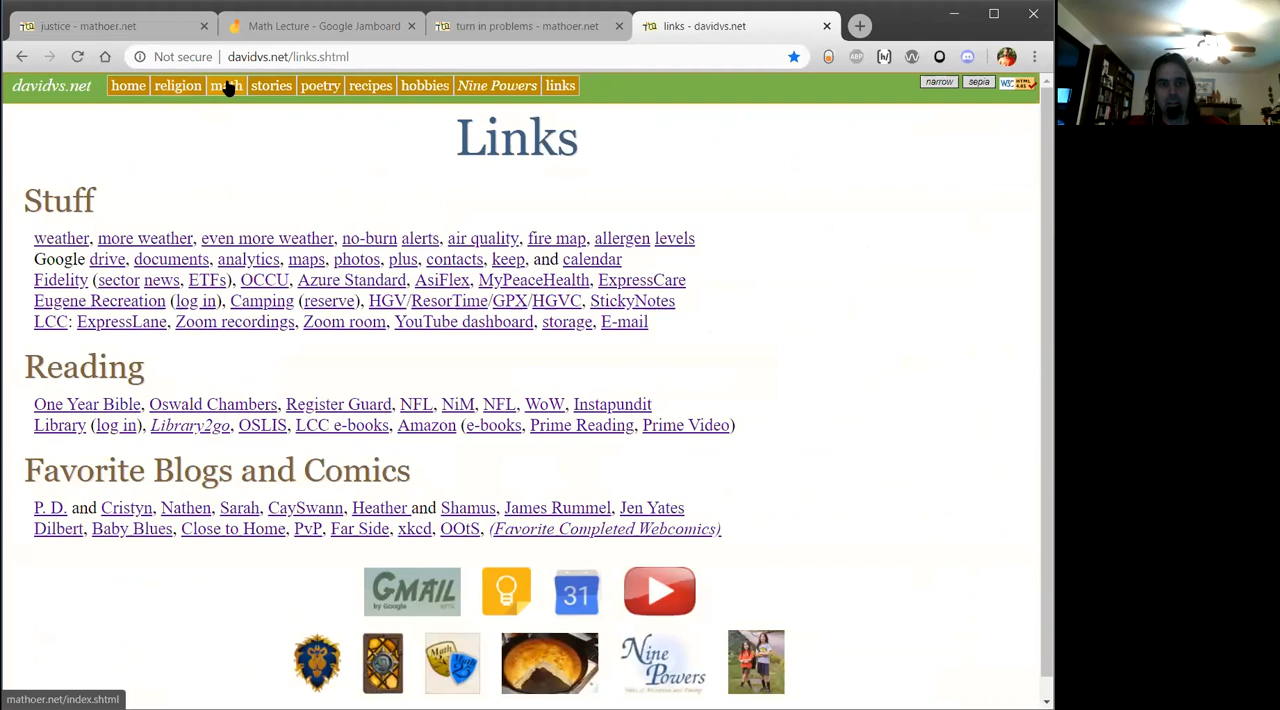 justice - mathoer.net
Math Lecture - Google Jamboard
turn in problems - mathoer.net
links - davidvs.net
Not secure
davidvs.net/links.shtml
davidvs.net home religion math stories poetry recipes hobbies Nine Powers links narrow sepia W3C HTML 4.01
Links
Stuff
weather, more weather, even more weather, no-burn alerts, air quality, fire map, allergen levels
Google drive, documents, analytics, maps, photos, plus, contacts, keep, and calendar
Fidelity (sector news, ETFs), OCCU, Azure Standard, AsiFlex, MyPeaceHealth, ExpressCare
Eugene Recreation (log in), Camping (reserve), HGV/ResorTime/GPX/HGVC, StickyNotes
LCC: ExpressLane, Zoom recordings, Zoom room, YouTube dashboard, storage, E-mail
Reading
One Year Bible, Oswald Chambers, Register Guard, NFL, NiM, NFL, WoW, Instapundit
Library (log in), Library2go, OSLIS, LCC e-books, Amazon (e-books, Prime Reading, Prime Video)
Favorite Blogs and Comics
P. D. and Cristyn, Nathen, Sarah, CaySwann, Heather and Shamus, James Rummel, Jen Yates
Dilbert, Baby Blues, Close to Home, PvP, Far Side, xkcd, OOtS, (Favorite Completed Webcomics)
GMAIL
by Google
31
Math
Math
Nine
Powers
mathoer.net/index.shtml